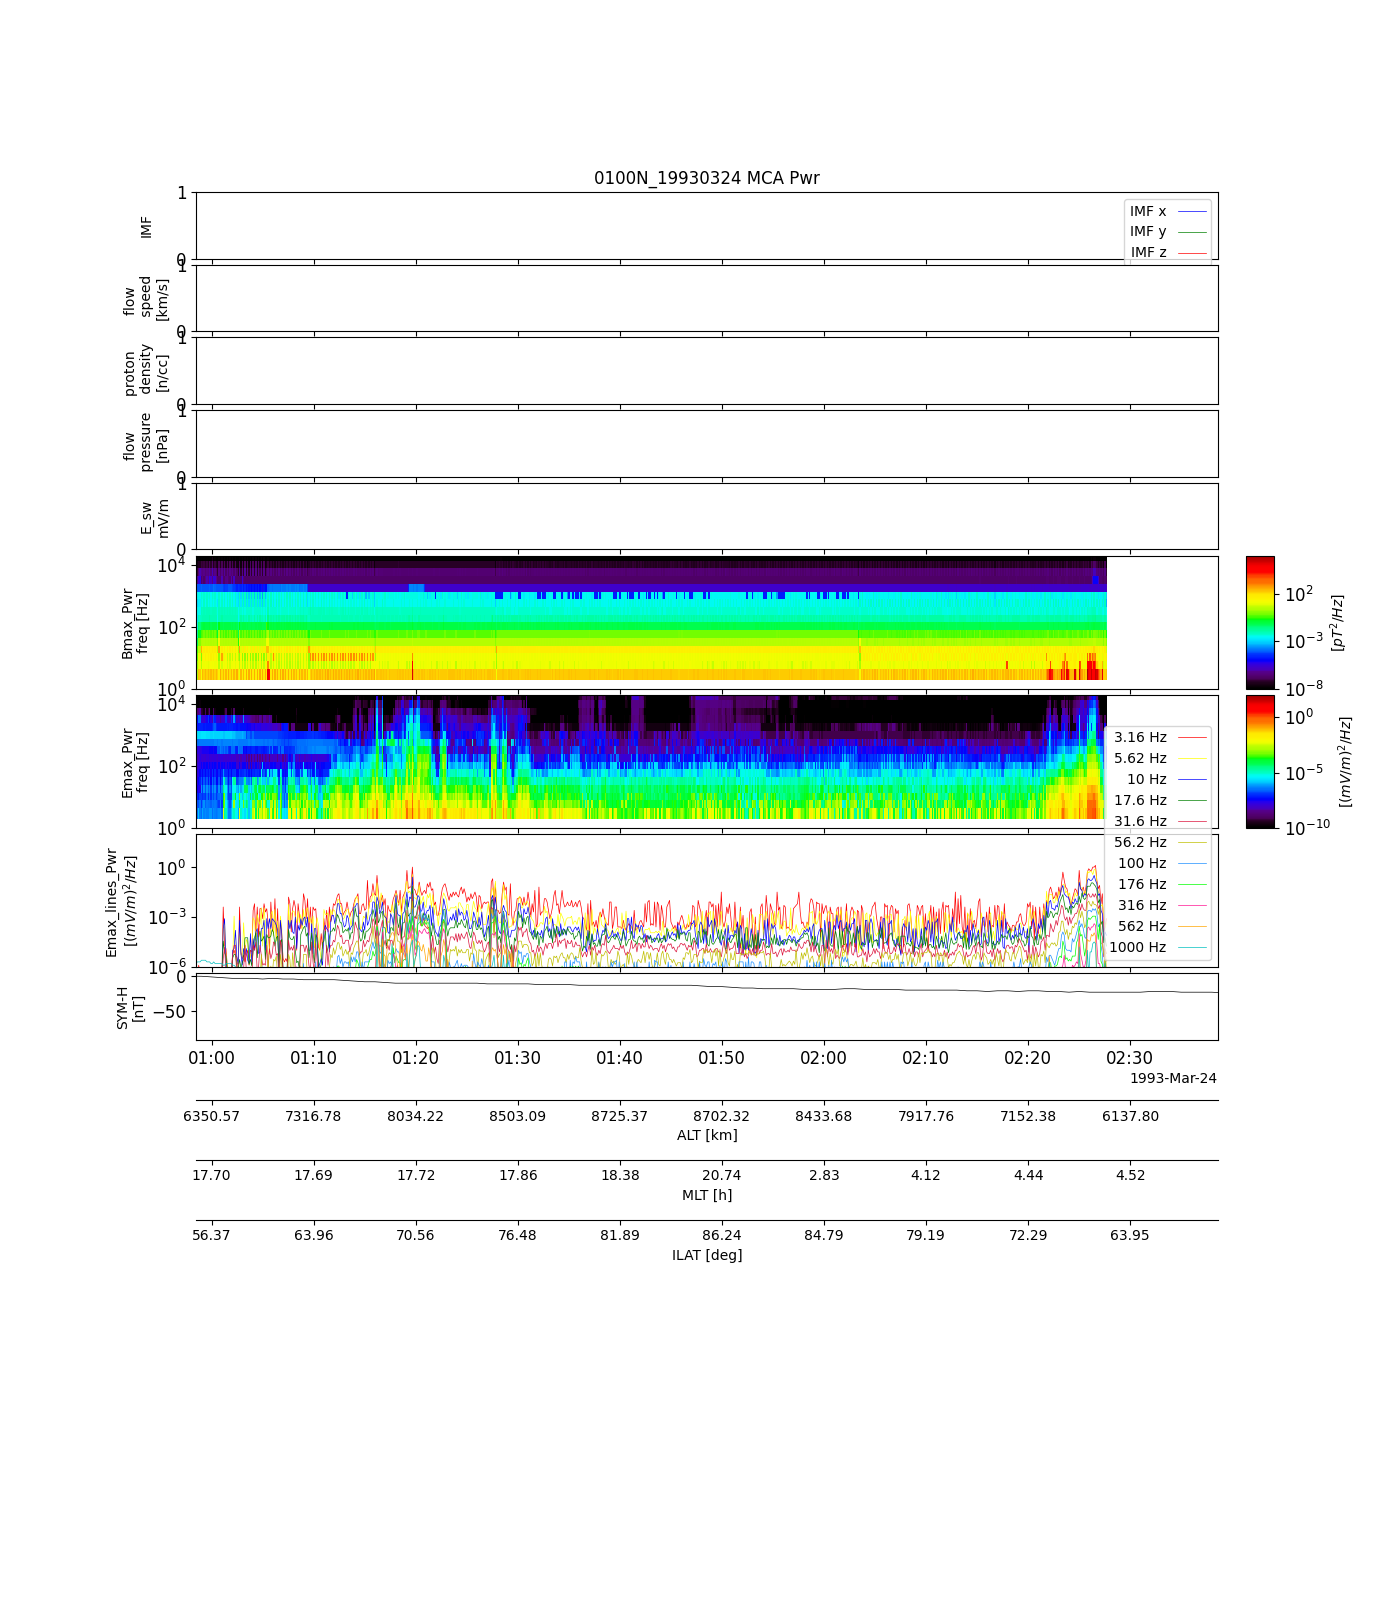 0100N_19930324 MCA Pwr
1
IMF
0
IMF x
IMF y
IMF z
1
flow
speed
[km/s]
0
1
proton
density
[n/cc]
0
1
flow
pressure
[nPa]
0
1
E_sw
mV/m
0
10^4
10^2
10^0
Bmax_Pwr
freq [Hz]
10^2
10^-3
10^-8
[pT^2/Hz]
10^4
10^2
10^0
Emax_Pwr
freq [Hz]
10^0
10^-5
10^-10
[(mV/m)^2/Hz]
3.16 Hz
5.62 Hz
10 Hz
17.6 Hz
31.6 Hz
56.2 Hz
100 Hz
176 Hz
316 Hz
562 Hz
1000 Hz
10^0
10^-3
10^-6
Emax_lines_Pwr
[(mV/m)^2/Hz]
0
−50
SYM-H
[nT]
01:00 01:10 01:20 01:30 01:40 01:50 02:00 02:10 02:20 02:30
1993-Mar-24
6350.57 7316.78 8034.22 8503.09 8725.37 8702.32 8433.68 7917.76 7152.38 6137.80
ALT [km]
17.70 17.69 17.72 17.86 18.38 20.74 2.83 4.12 4.44 4.52
MLT [h]
56.37 63.96 70.56 76.48 81.89 86.24 84.79 79.19 72.29 63.95
ILAT [deg]